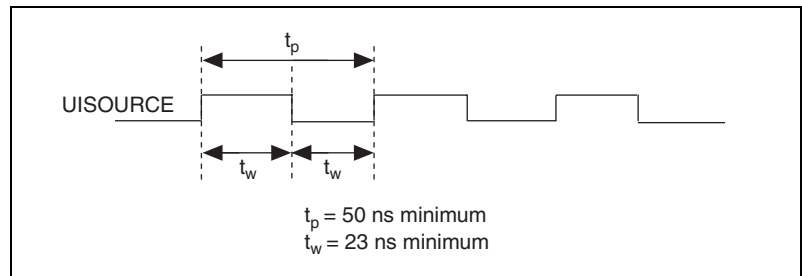 tp
UISOURCE
tw tw
tp = 50 ns minimum
tw = 23 ns minimum